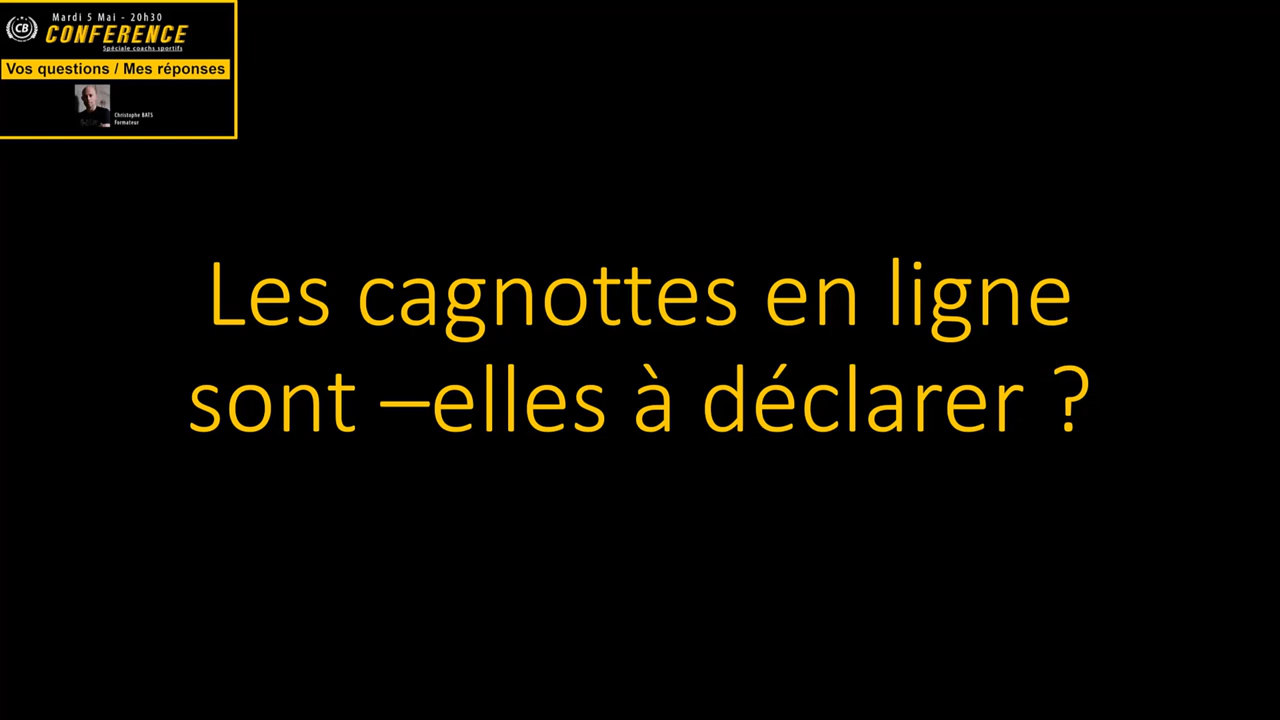 Mardi 5 Mai - 20h30
CB
CONFERENCE
Spéciale coachs sportifs
Vos questions / Mes réponses
Christophe BATS
Formateur
Les cagnottes en ligne
sont –elles à déclarer ?